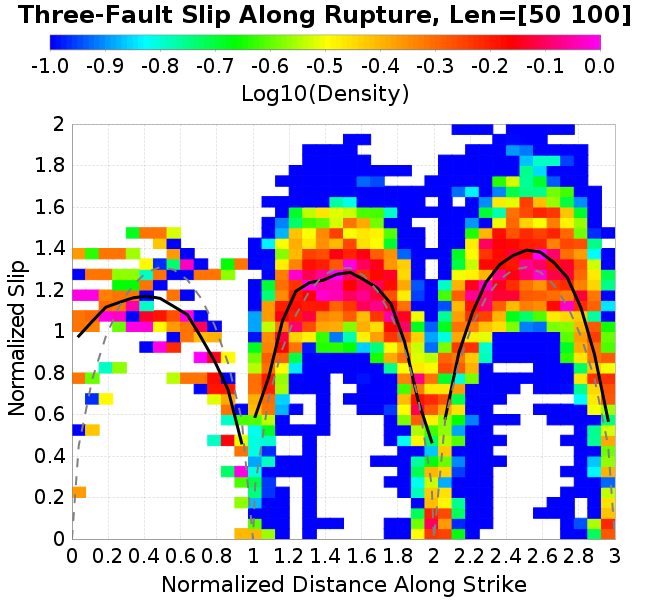 Three-Fault Slip Along Rupture, Len=[50 100]
-1.0 -0.9 -0.8 -0.7 -0.6 -0.5 -0.4 -0.3 -0.2 -0.1 0.0
Log10(Density)
Normalized Slip
2
1.8
1.6
1.4
1.2
1
0.8
0.6
0.4
0.2
0
0 0.2 0.4 0.6 0.8 1 1.2 1.4 1.6 1.8 2 2.2 2.4 2.6 2.8 3
Normalized Distance Along Strike